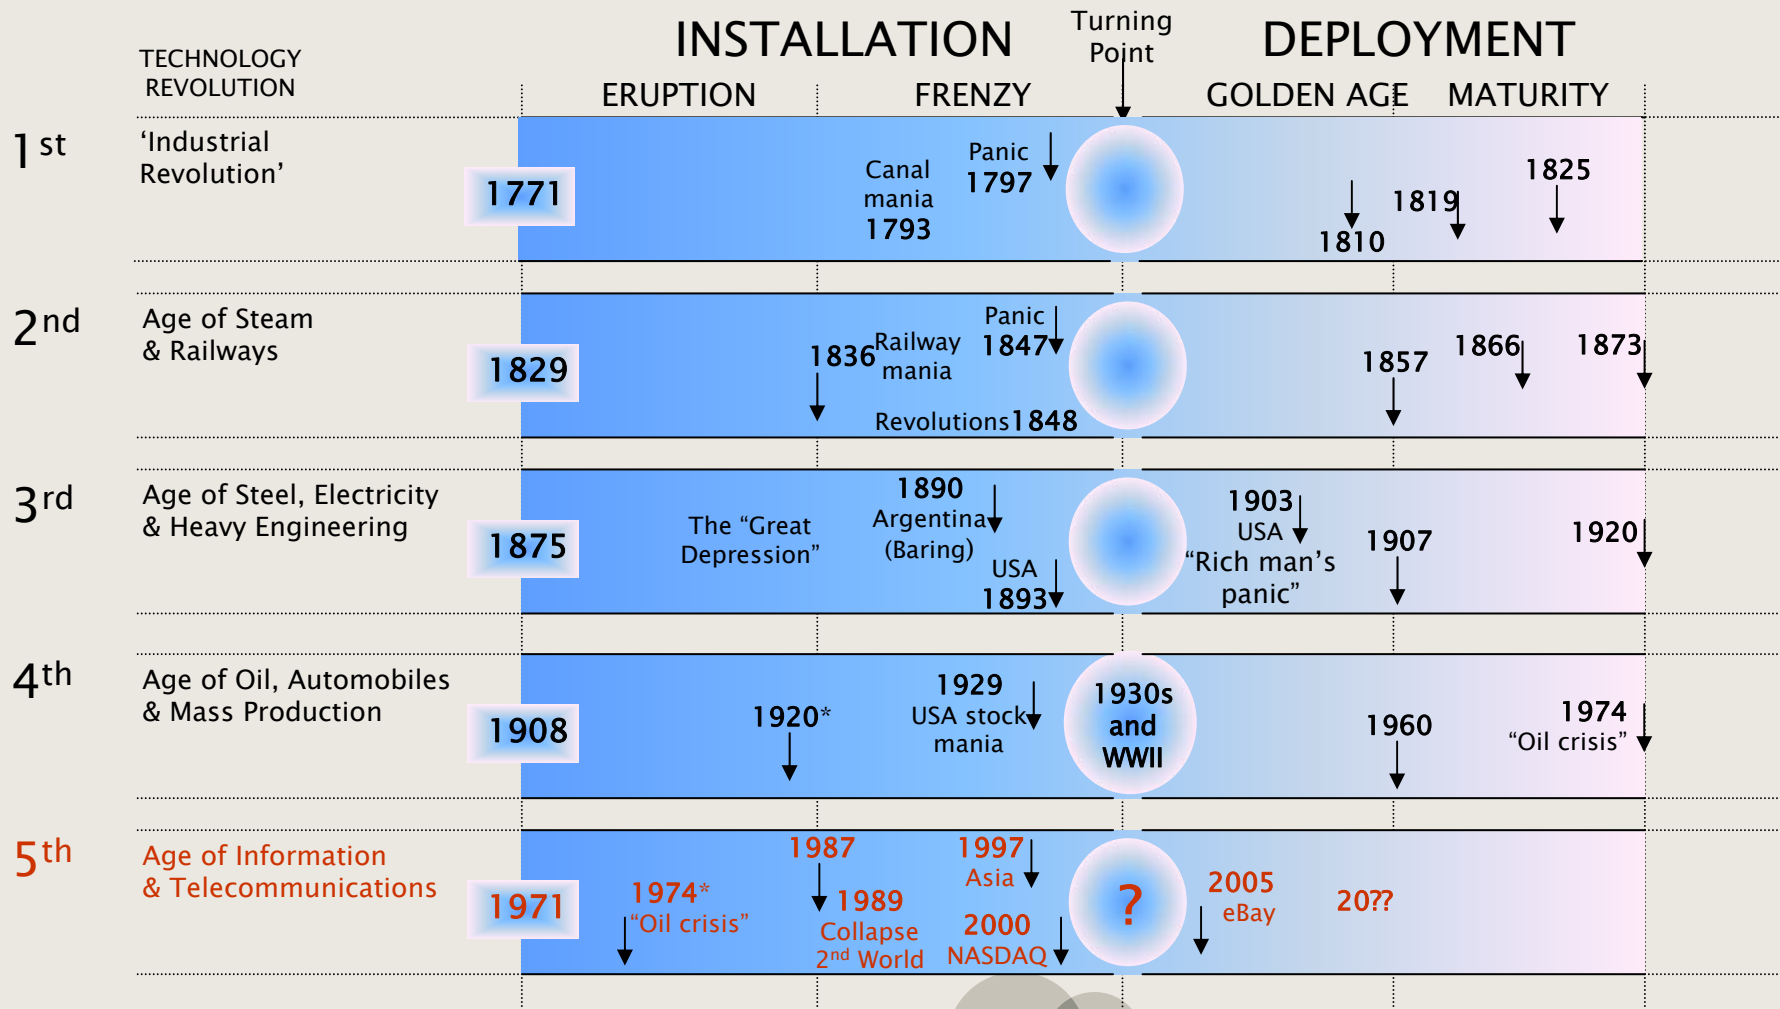 INSTALLATION
Turning
Point
DEPLOYMENT
TECHNOLOGY
REVOLUTION
ERUPTION
FRENZY
GOLDEN AGE
MATURITY
1st
‘Industrial
Revolution’
1771
Canal
mania
1793
Panic
1797
1810
1819
1825
2nd
Age of Steam
& Railways
1829
1836
Railway
mania
Panic
1847
Revolutions 1848
1857
1866
1873
3rd
Age of Steel, Electricity
& Heavy Engineering
1875
The “Great
Depression”
1890
Argentina
(Baring)
USA
1893
1903
USA
“Rich man’s
panic”
1907
1920
4th
Age of Oil, Automobiles
& Mass Production
1908
1920*
1929
USA stock
mania
1930s
and
WWII
1960
1974
“Oil crisis”
5th
Age of Information
& Telecommunications
1971
1974*
“Oil crisis”
1987
1989
Collapse
2nd World
1997
Asia
2000
NASDAQ
?
2005
eBay
20??